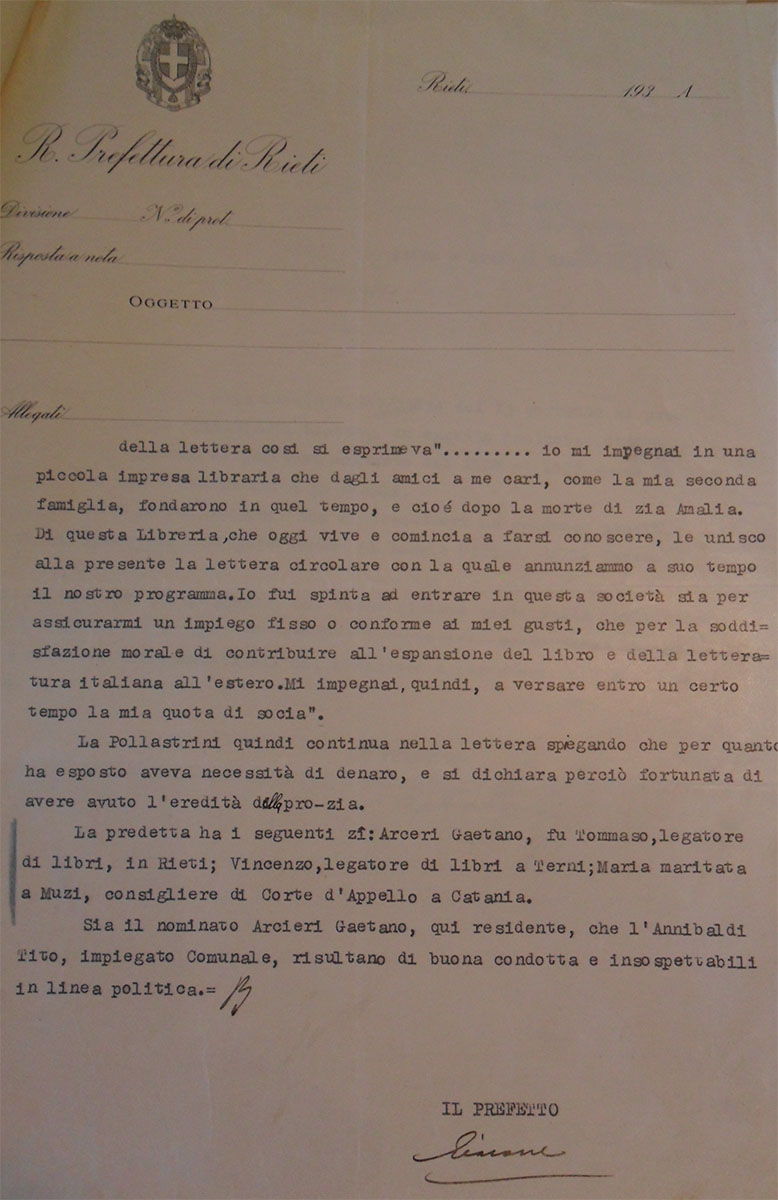 Rieti, 193 A
R. Prefettura di Rieti
Divisione N.º di prot.
Risposta a nota
OGGETTO
Allegati
della lettera cosi si esprimeva"......... io mi impegnai in una
piccola impresa libraria che dagli amici a me cari, come la mia seconda
famiglia, fondarono in quel tempo, e cioé dopo la morte di zia Amalia.
Di questa Libreria,che oggi vive e comincia a farsi conoscere, le unisco
alla presente la lettera circolare con la quale annunziammo a suo tempo
il nostro programma.Io fui spinta ad entrare in questa società sia per
assicurarmi un impiego fisso o conforme ai miei gusti, che per la soddi=
sfazione morale di contribuire all'espansione del libro e della lettera=
tura italiana all'estero.Mi impegnai,quindi, a versare entro un certo
tempo la mia quota di socia".
La Pollastrini quindi continua nella lettera spiegando che per quanto
ha esposto aveva necessità di denaro, e si dichiara perciò fortunata di
avere avuto l'eredità della pro-zia.
La predetta ha i seguenti zî:Arceri Gaetano, fu Tommaso,legatore
di libri, in Rieti; Vincenzo,legatore di libri a Terni;Maria maritata
a Muzi, consigliere di Corte d'Appello a Catania.
Sia il nominato Arcieri Gaetano, qui residente, che l'Annibaldi
Tito, impiegato Comunale, risultano di buona condotta e insospettabili
in linea politica.=
IL PREFETTO